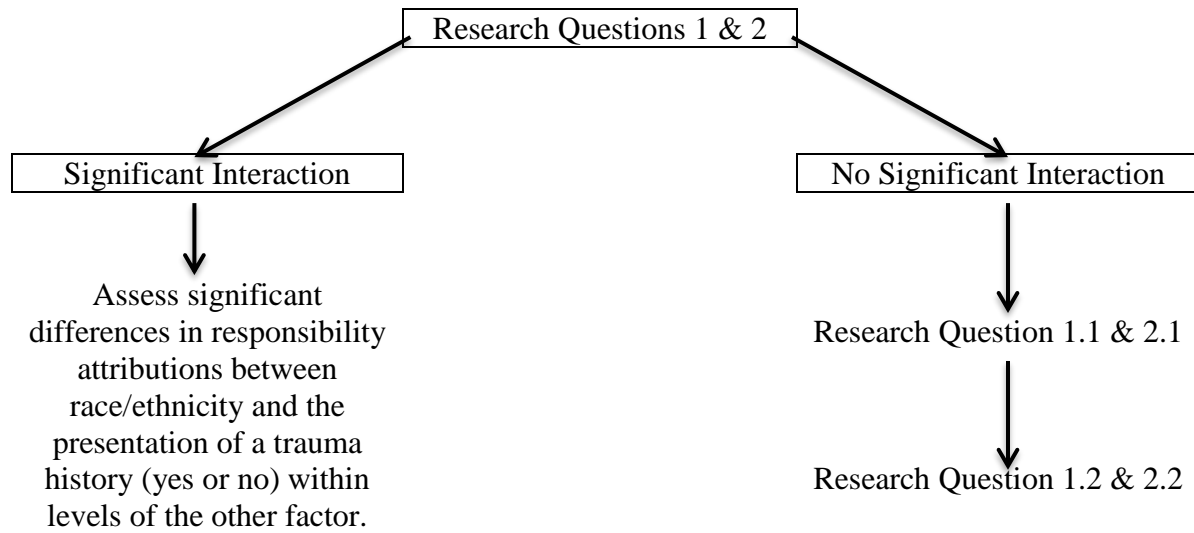 Research Questions 1 & 2
Significant Interaction
No Significant Interaction
Assess significant
differences in responsibility
attributions between
race/ethnicity and the
presentation of a trauma
history (yes or no) within
levels of the other factor.
Research Question 1.1 & 2.1
Research Question 1.2 & 2.2